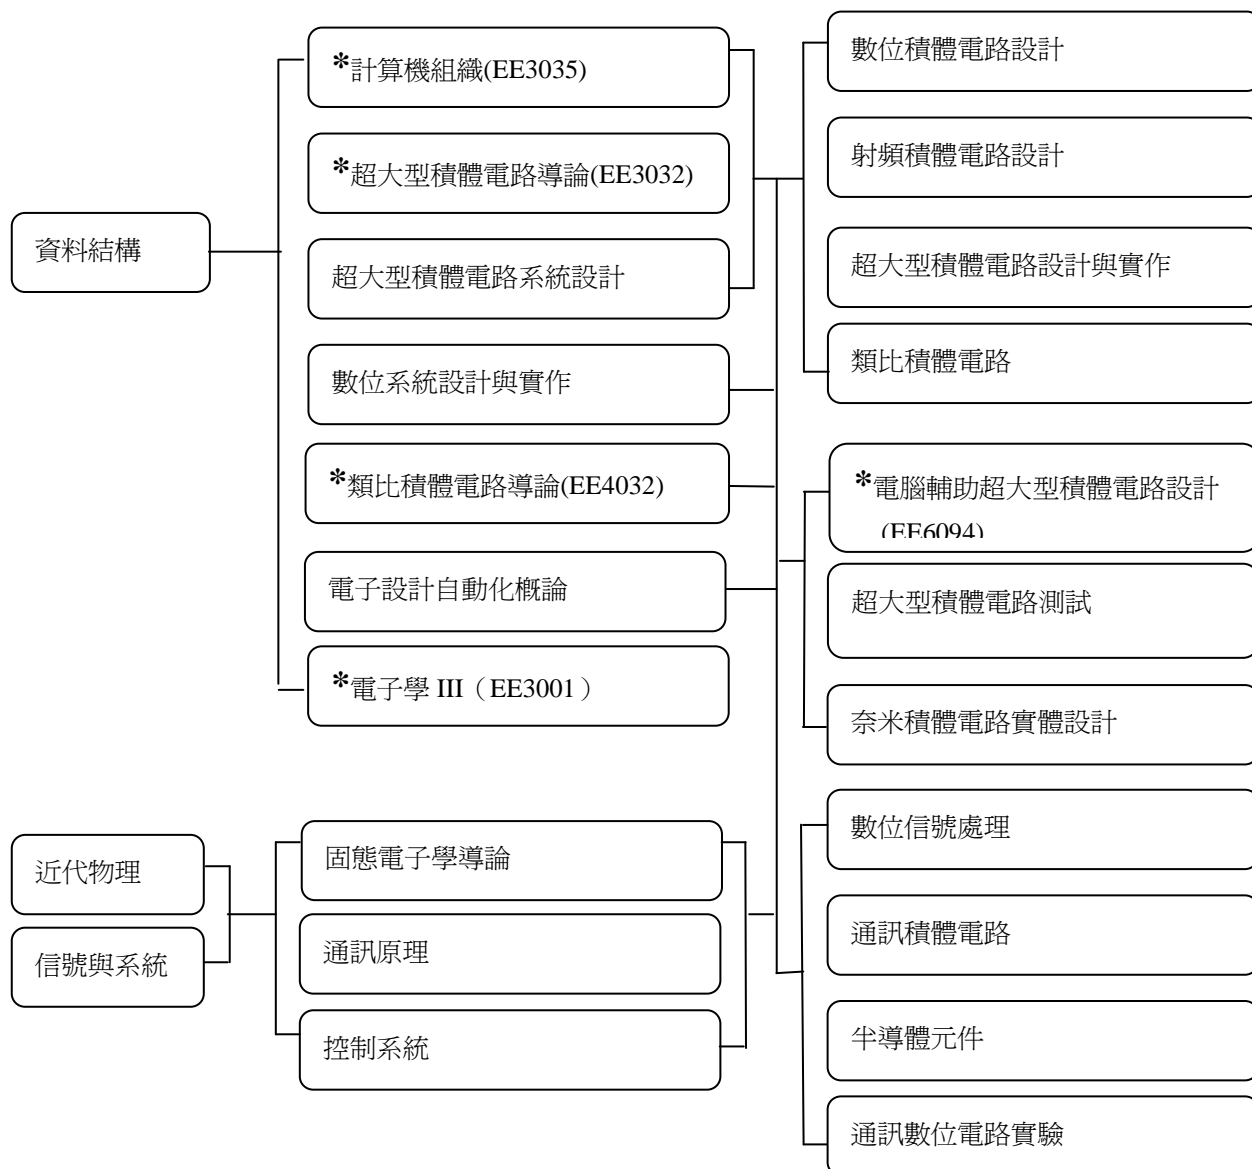 資料結構
*計算機組織(EE3035)
*超大型積體電路導論(EE3032)
超大型積體電路系統設計
數位系統設計與實作
*類比積體電路導論(EE4032)
電子設計自動化概論
*電子學 III（EE3001）
近代物理
信號與系統
固態電子學導論
通訊原理
控制系統
數位積體電路設計
射頻積體電路設計
超大型積體電路設計與實作
類比積體電路
*電腦輔助超大型積體電路設計
(EE6094)
超大型積體電路測試
奈米積體電路實體設計
數位信號處理
通訊積體電路
半導體元件
通訊數位電路實驗